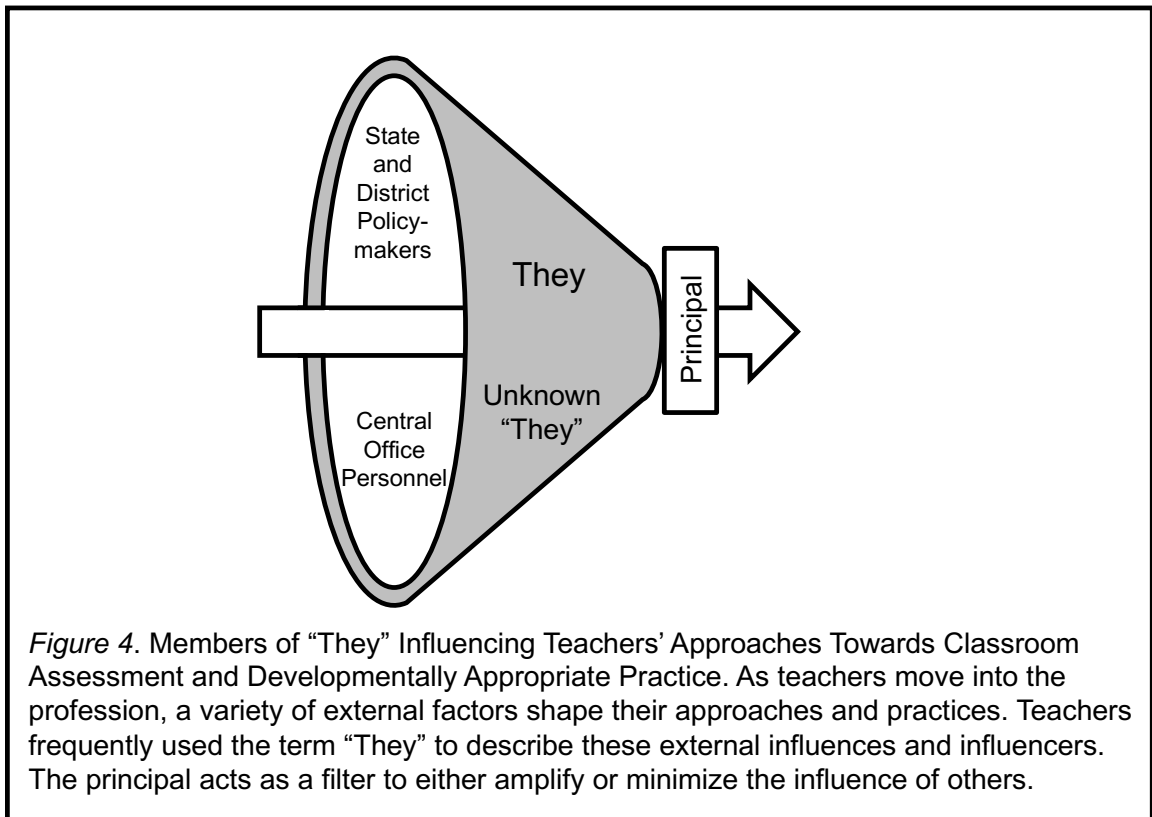 State
and
District
Policy-
makers
They
Principal
Unknown
“They”
Central
Office
Personnel
Figure 4. Members of “They” Influencing Teachers’ Approaches Towards Classroom
Assessment and Developmentally Appropriate Practice. As teachers move into the
profession, a variety of external factors shape their approaches and practices. Teachers
frequently used the term “They” to describe these external influences and influencers.
The principal acts as a filter to either amplify or minimize the influence of others.